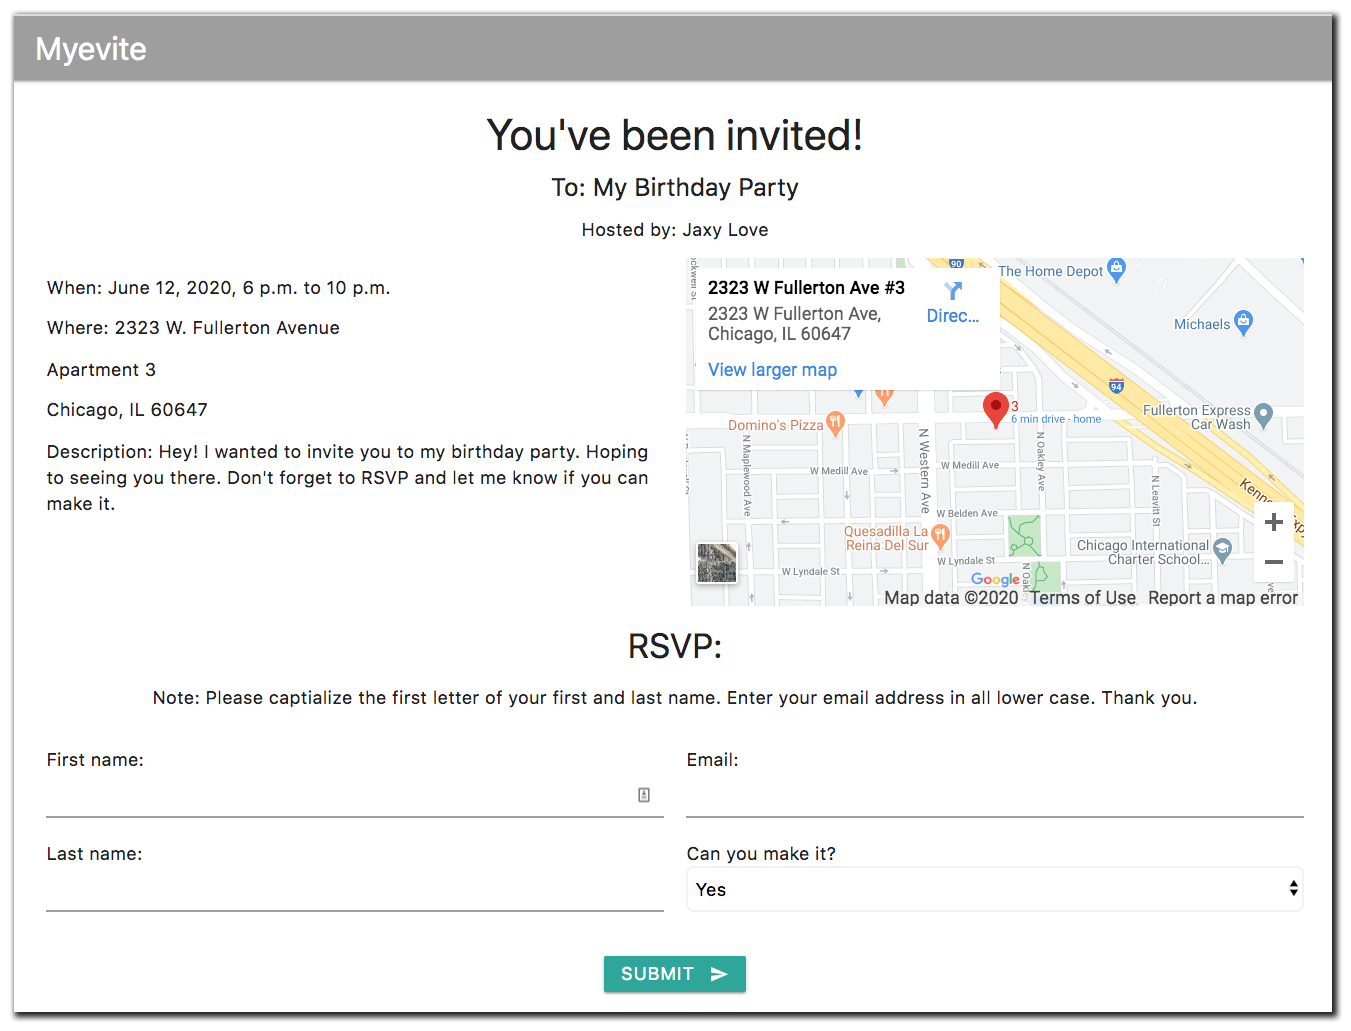 Myevite
You've been invited!
To: My Birthday Party
Hosted by: Jaxy Love
When: June 12, 2020, 6 p.m. to 10 p.m.
Where: 2323 W. Fullerton Avenue
Apartment 3
Chicago, IL 60647
Description: Hey! I wanted to invite you to my birthday party. Hoping
to seeing you there. Don't forget to RSVP and let me know if you can
make it.
2323 W Fullerton Ave #3
2323 W Fullerton Ave,
Chicago, IL 60647
View larger map
Direc...
90
The Home Depot
Michaels
94
3
6 min drive - home
Fullerton Express
Car Wash
Domino's Pizza
N Maplewood Ave
N Western Ave
W Medill Ave
W Medill Ave
N Oakley Ave
N Leavitt St
W Belden Ave
Quesadilla La
Reina Del Sur
W Lyndale St
W Lyndale St
Chicago International
Charter School...
Google
Map data ©2020
Terms of Use
Report a map error
RSVP:
Note: Please captialize the first letter of your first and last name. Enter your email address in all lower case. Thank you.
First name:
Email:
Last name:
Can you make it?
Yes
SUBMIT